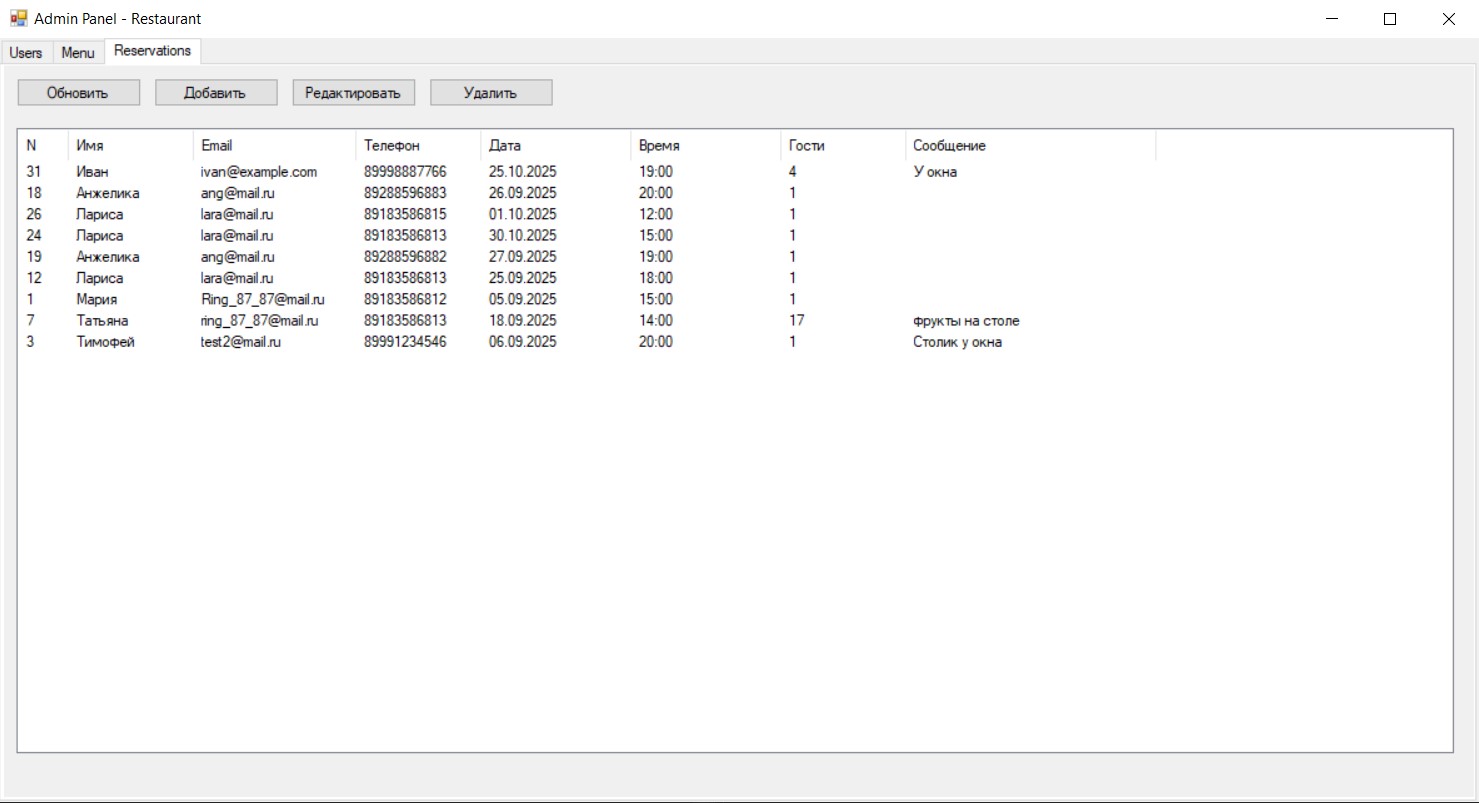 Admin Panel - Restaurant
Users Menu Reservations
Обновить Добавить Редактировать Удалить
N Имя Email Телефон Дата Время Гости Сообщение
31 Иван ivan@example.com 89998887766 25.10.2025 19:00 4 У окна
18 Анжелика ang@mail.ru 89288596883 26.09.2025 20:00 1
26 Лариса lara@mail.ru 89183586815 01.10.2025 12:00 1
24 Лариса lara@mail.ru 89183586813 30.10.2025 15:00 1
19 Анжелика ang@mail.ru 89288596882 27.09.2025 19:00 1
12 Лариса lara@mail.ru 89183586813 25.09.2025 18:00 1
1 Мария Ring_87_87@mail.ru 89183586812 05.09.2025 15:00 1
7 Татьяна ring_87_87@mail.ru 89183586813 18.09.2025 14:00 17 фрукты на столе
3 Тимофей test2@mail.ru 89991234546 06.09.2025 20:00 1 Столик у окна